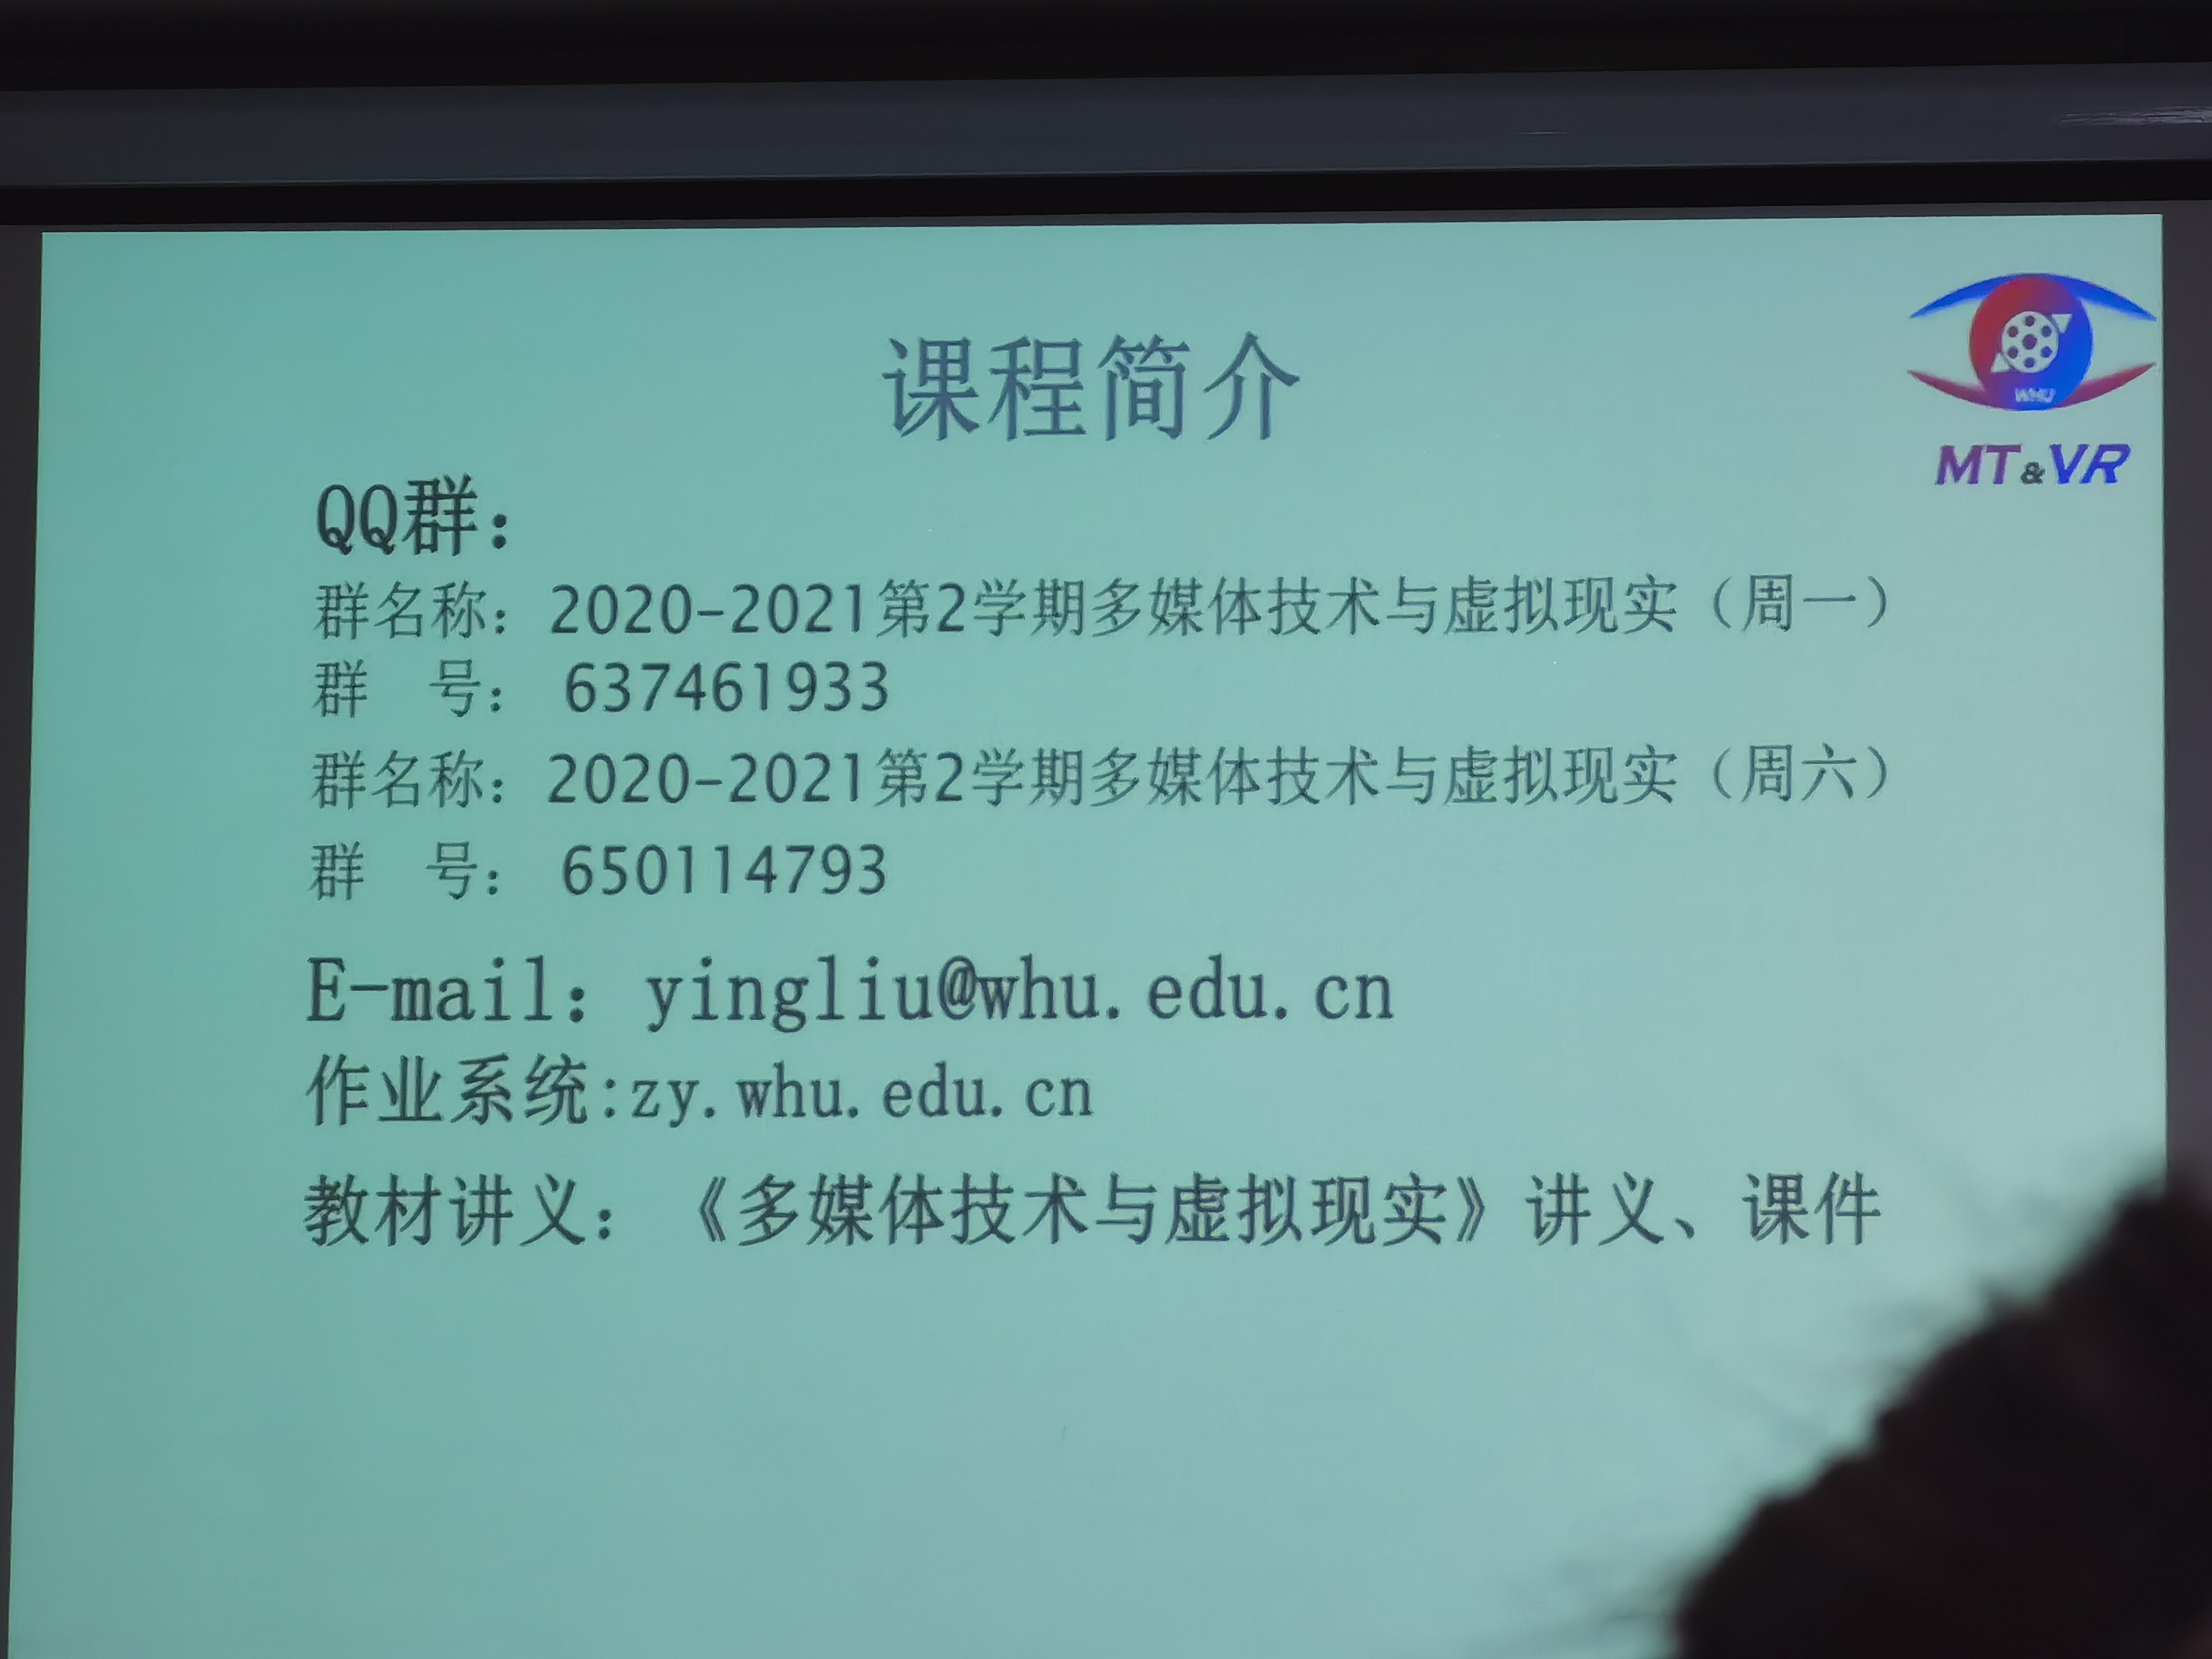 课程简介
WHU
MT&VR
QQ群：
群名称：2020-2021第2学期多媒体技术与虚拟现实（周一）
群 号： 637461933
群名称：2020-2021第2学期多媒体技术与虚拟现实（周六）
群 号： 650114793
E-mail：yingliu@whu.edu.cn
作业系统:zy.whu.edu.cn
教材讲义：《多媒体技术与虚拟现实》讲义、课件